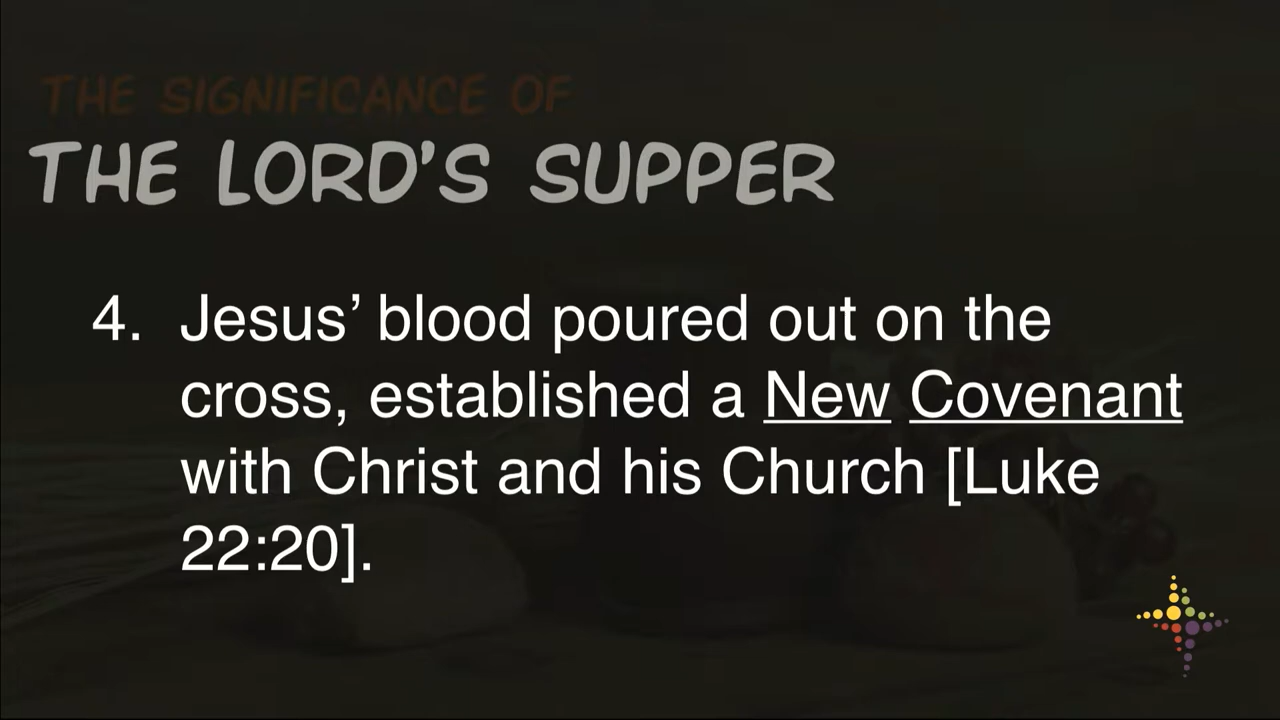 THE SIGNIFICANCE OF
THE LORD'S SUPPER
4. Jesus’ blood poured out on the
cross, established a New Covenant
with Christ and his Church [Luke
22:20].